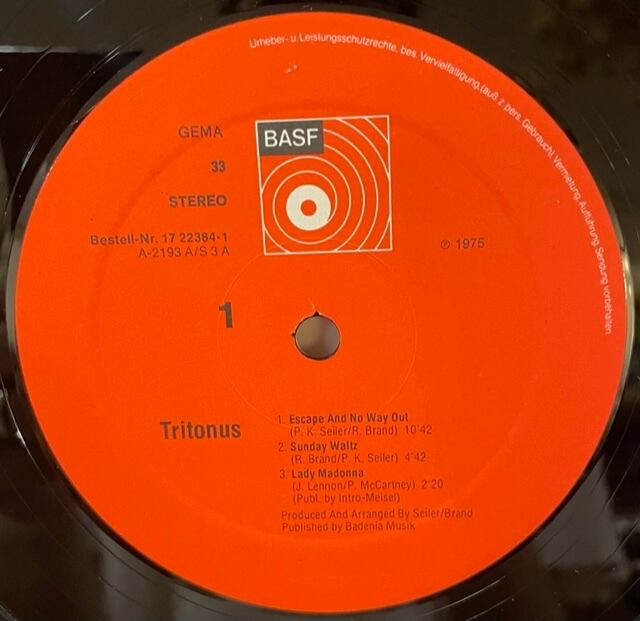 Urheber- u. Leistungsschutzrechte, bes. Vervielfältigung, (auß. z. pers. Gebrauch) Vermietung, Aufführung, Sendung vorbehalten
GEMA
BASF
33
STEREO
Bestell-Nr. 17 22384-1
A-2193 A/S 3 A
℗ 1975
1
Tritonus
1. Escape And No Way Out
(P. K. Seiler/R. Brand) 10'42
2. Sunday Waltz
(R. Brand/P. K. Seiler) 4'42
3. Lady Madonna
(J. Lennon/P. McCartney) 2'20
(Publ. by Intro-Meisel)
Produced And Arranged By Seiler/Brand
Published by Badenia Musik